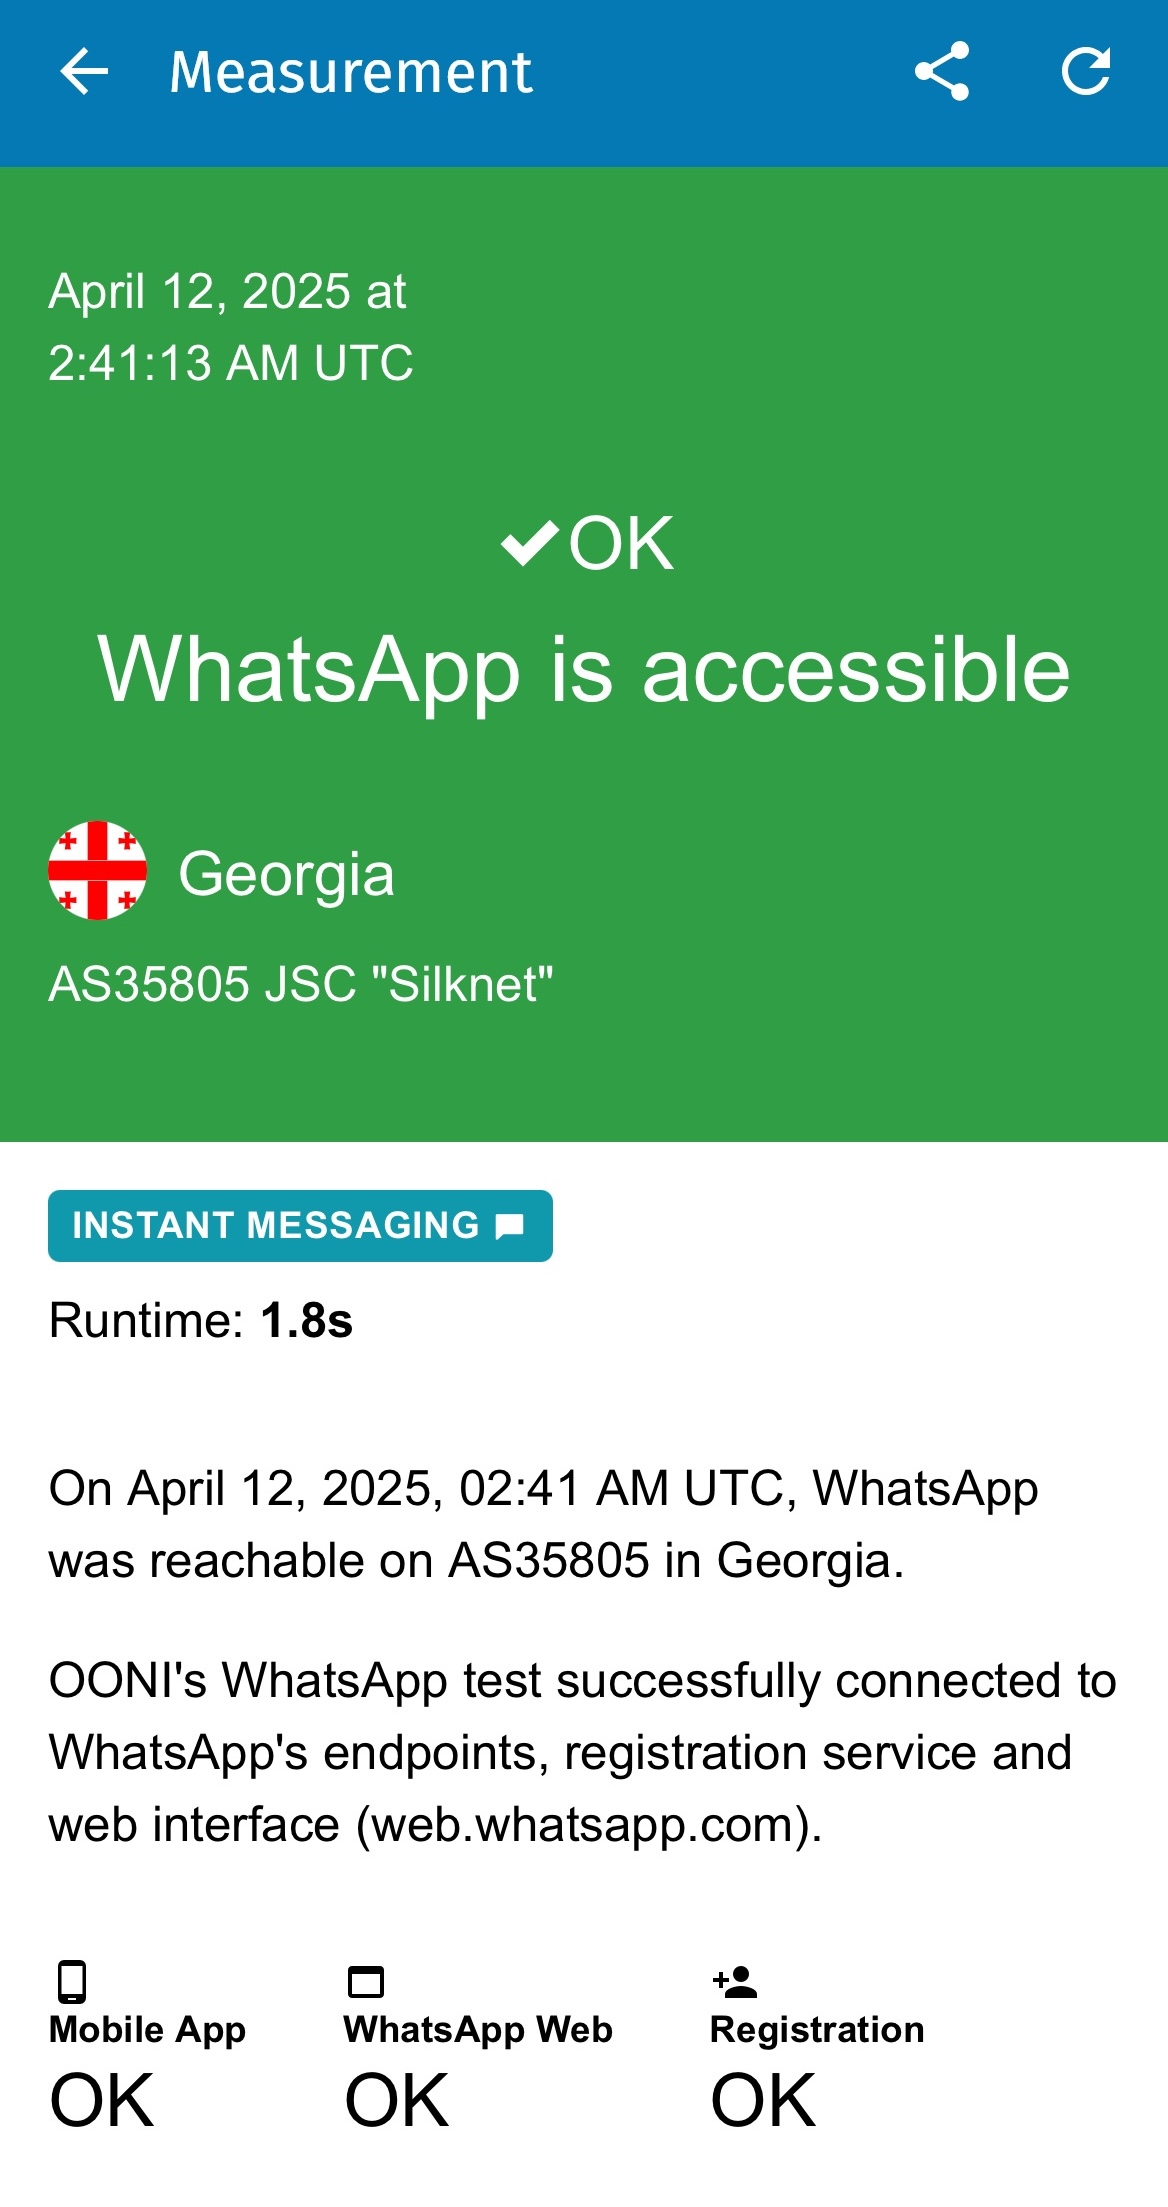 Measurement
April 12, 2025 at
2:41:13 AM UTC
OK
WhatsApp is accessible
Georgia
AS35805 JSC "Silknet"
INSTANT MESSAGING
Runtime: 1.8s
On April 12, 2025, 02:41 AM UTC, WhatsApp
was reachable on AS35805 in Georgia.
OONI's WhatsApp test successfully connected to
WhatsApp's endpoints, registration service and
web interface (web.whatsapp.com).
Mobile App WhatsApp Web Registration
OK OK OK